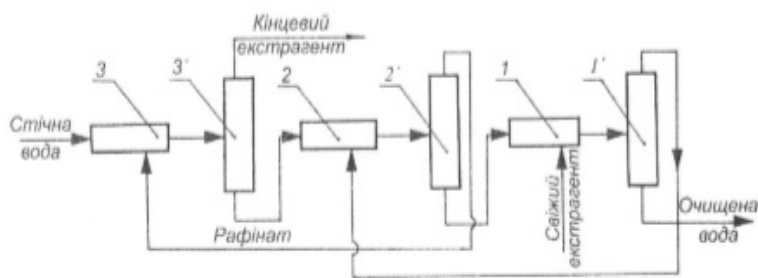 Кінцевий
екстрагент
3
3'
2
2'
1
1'
Стічна
вода
Рафінат
Свіжий
екстрагент
Очищена
вода